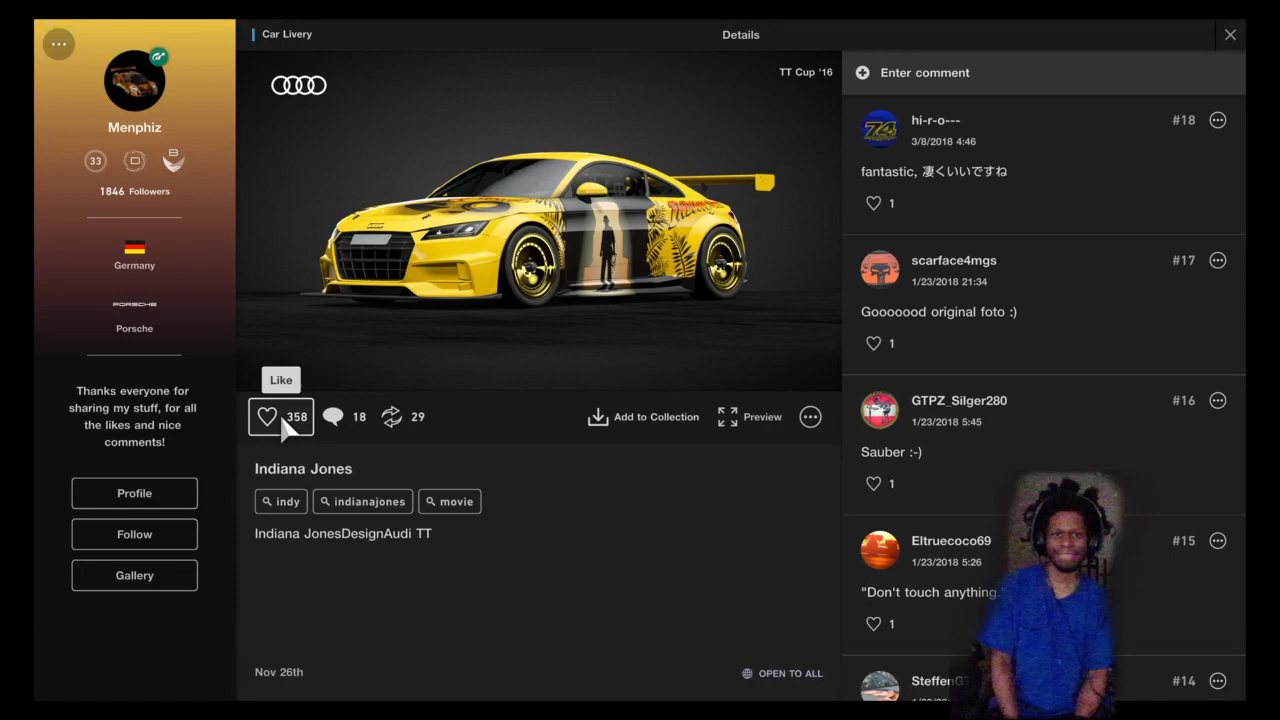 Car Livery
Details
Menphiz
33
D
B
1846 Followers
Germany
PORSCHE
Porsche
Thanks everyone for
sharing my stuff, for all
the likes and nice
comments!
Profile
Follow
Gallery
TT Cup '16
Like
358
18
29
Add to Collection
Preview
Indiana Jones
indy
indianajones
movie
Indiana JonesDesignAudi TT
Nov 26th
OPEN TO ALL
Enter comment
hi-r-o---
#18
3/8/2018 4:46
fantastic, 凄くいいですね
1
scarface4mgs
#17
1/23/2018 21:34
Gooooood original foto :)
1
GTPZ_Silger280
#16
1/23/2018 5:45
Sauber :-)
1
Eltruecoco69
#15
1/23/2018 5:26
"Don't touch anything.
1
#14